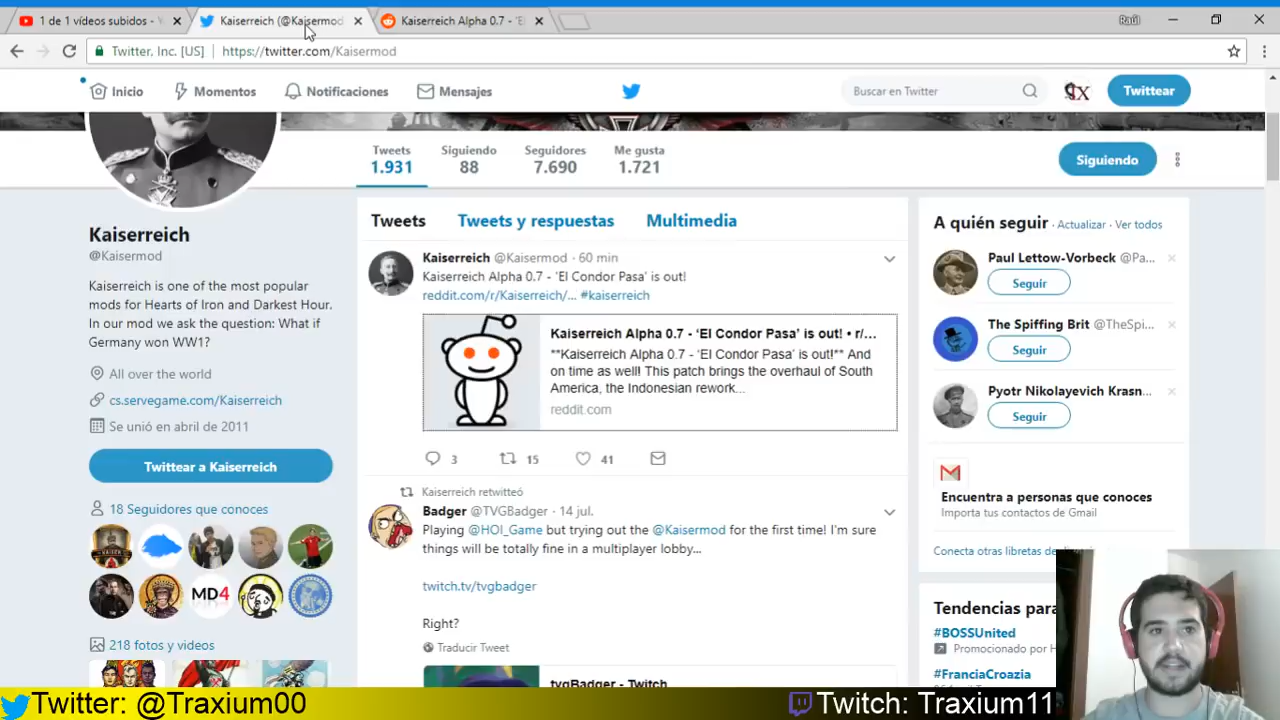 1 de 1 vídeos subidos -
Kaiserreich (@Kaisermod
Kaiserreich Alpha 0.7 - 'El
Raúl
Twitter, Inc. [US]
https://twitter.com/Kaisermod
Inicio
Momentos
Notificaciones
Mensajes
Buscar en Twitter
Twittear
Tweets
1.931
Siguiendo
88
Seguidores
7.690
Me gusta
1.721
Siguiendo
Kaiserreich
@Kaisermod
Kaiserreich is one of the most popular
mods for Hearts of Iron and Darkest Hour.
In our mod we ask the question: What if
Germany won WW1?
All over the world
cs.servegame.com/Kaiserreich
Se unió en abril de 2011
Twittear a Kaiserreich
18 Seguidores que conoces
MD4
218 fotos y videos
Tweets
Tweets y respuestas
Multimedia
Kaiserreich @Kaisermod · 60 min
Kaiserreich Alpha 0.7 - 'El Condor Pasa' is out!
reddit.com/r/Kaiserreich/... #kaiserreich
Kaiserreich Alpha 0.7 - 'El Condor Pasa' is out! • r/...
**Kaiserreich Alpha 0.7 - 'El Condor Pasa' is out!** And
on time as well! This patch brings the overhaul of South
America, the Indonesian rework...
reddit.com
3
15
41
Kaiserreich retwitteó
Badger @TVGBadger · 14 jul.
Playing @HOI_Game but trying out the @Kaisermod for the first time! I'm sure
things will be totally fine in a multiplayer lobby...
twitch.tv/tvgbadger
Right?
Traducir Tweet
tvgBadger - Twitch
A quién seguir · Actualizar · Ver todos
Paul Lettow-Vorbeck @Pa...
Seguir
The Spiffing Brit @TheSpi...
Seguir
Pyotr Nikolayevich Krasn...
Seguir
Encuentra a personas que conoces
Importa tus contactos de Gmail
Conecta otras libretas de
Tendencias para
#BOSSUnited
Promocionado por H
#FranciaCroazia
Twitter: @Traxium00
Twitch: Traxium11